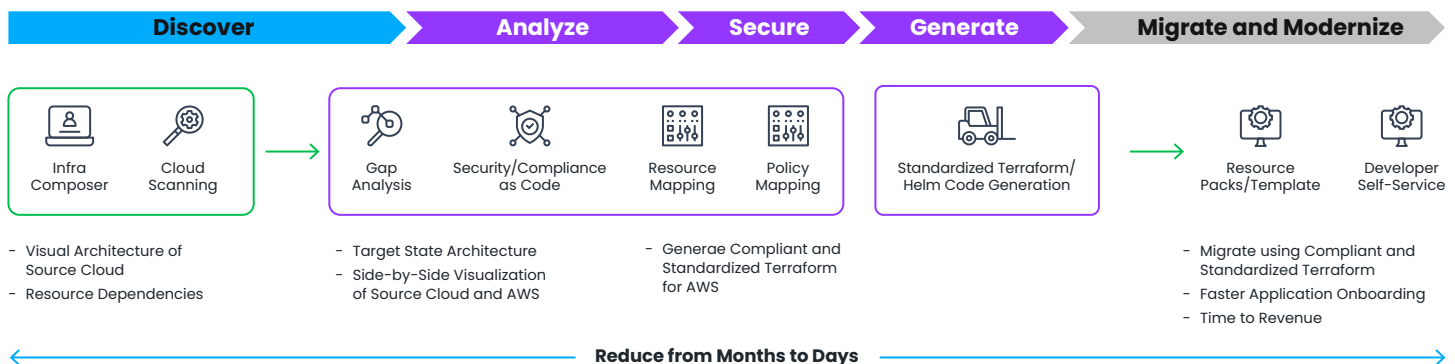 Discover
Analyze
Secure
Generate
Migrate and Modernize
Infra
Composer
Cloud
Scanning
Gap
Analysis
Security/Compliance
as Code
Resource
Mapping
Policy
Mapping
Standardized Terraform/
Helm Code Generation
Resource
Packs/Template
Developer
Self-Service
- Visual Architecture of
Source Cloud
- Resource Dependencies
- Target State Architecture
- Side-by-Side Visualization
of Source Cloud and AWS
- Generae Compliant and
Standardized Terraform
for AWS
- Migrate using Compliant and
Standardized Terraform
- Faster Application Onboarding
- Time to Revenue
Reduce from Months to Days